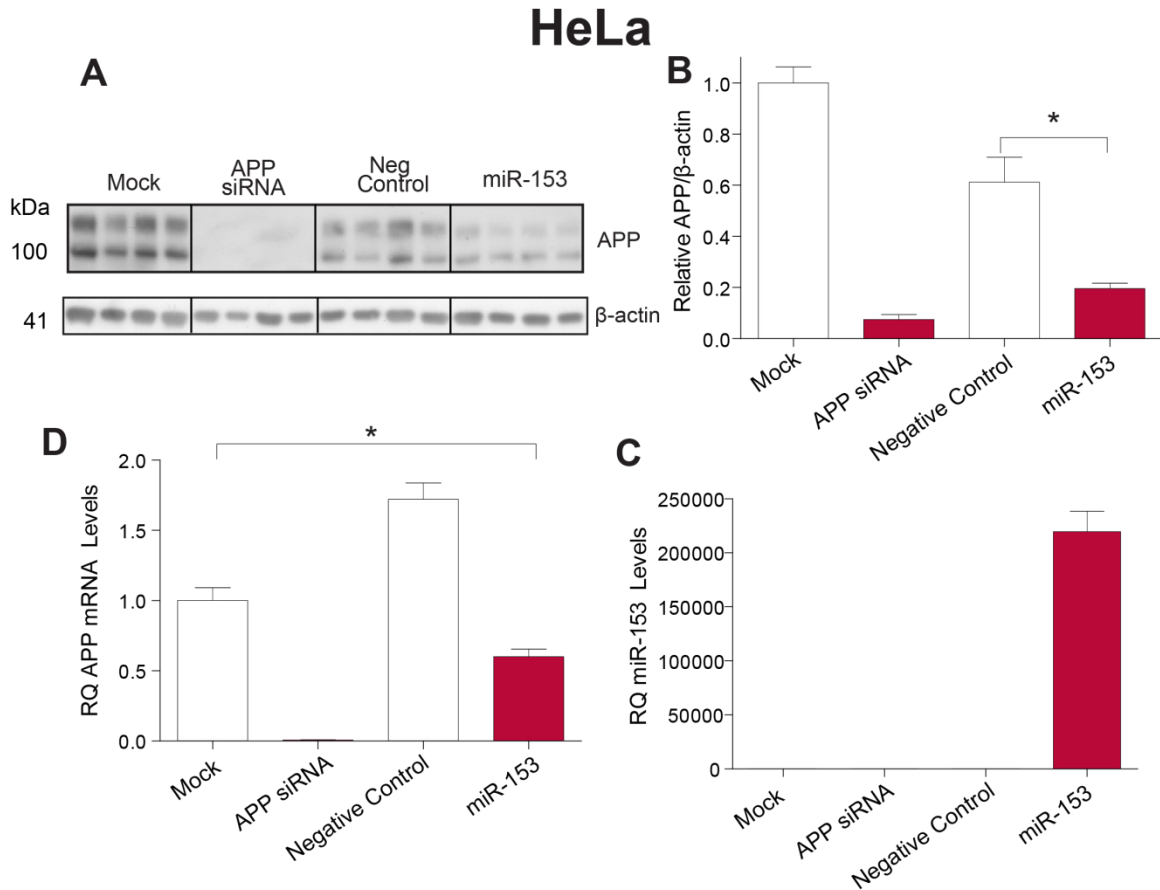 HeLa
A
Mock
APP
siRNA
Neg
Control
miR-153
kDa
100
APP
41
β-actin
B
Relative APP/β-actin
1.0
0.8
0.6
0.4
0.2
0.0
*
Mock
APP siRNA
Negative Control
miR-153
D
RQ APP mRNA Levels
2.0
1.5
1.0
0.5
0.0
*
Mock
APP siRNA
Negative Control
miR-153
C
RQ miR-153 Levels
250000
200000
150000
100000
50000
0
Mock
APP siRNA
Negative Control
miR-153